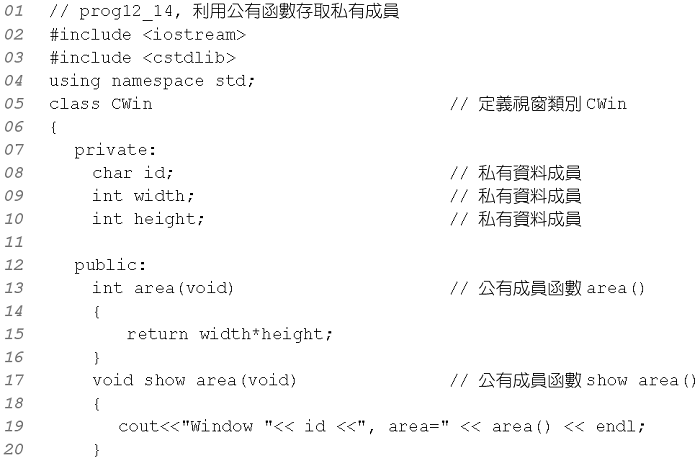 01 // prog12_14, 利用公有函數存取私有成員
02 #include <iostream>
03 #include <cstdlib>
04 using namespace std;
05 class CWin // 定義視窗類別 CWin
06 {
07 private:
08 char id; // 私有資料成員
09 int width; // 私有資料成員
10 int height; // 私有資料成員
11
12 public:
13 int area(void) // 公有成員函數 area()
14 {
15 return width*height;
16 }
17 void show area(void) // 公有成員函數 show area()
18 {
19 cout<<"Window "<< id <<", area=" << area() << endl;
20 }